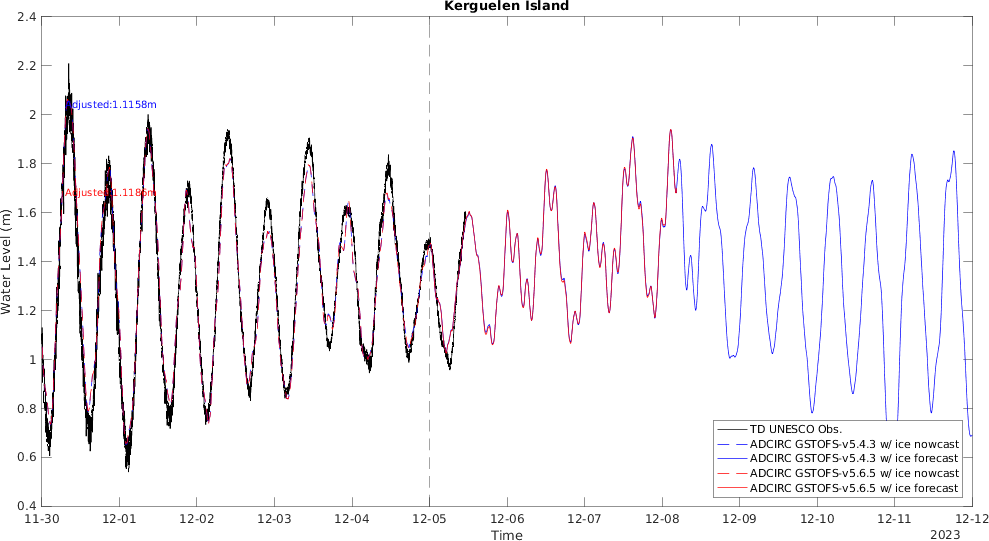 Kerguelen Island
2.4
2.2
2
1.8
1.6
1.4
1.2
1
0.8
0.6
0.4
Water Level (m)
Adjusted:1.1158m
Adjusted:1.1186m
TD UNESCO Obs.
ADCIRC GSTOFS-v5.4.3 w/ ice nowcast
ADCIRC GSTOFS-v5.4.3 w/ ice forecast
ADCIRC GSTOFS-v5.6.5 w/ ice nowcast
ADCIRC GSTOFS-v5.6.5 w/ ice forecast
11-30 12-01 12-02 12-03 12-04 12-05 12-06 12-07 12-08 12-09 12-10 12-11 12-12
Time
2023